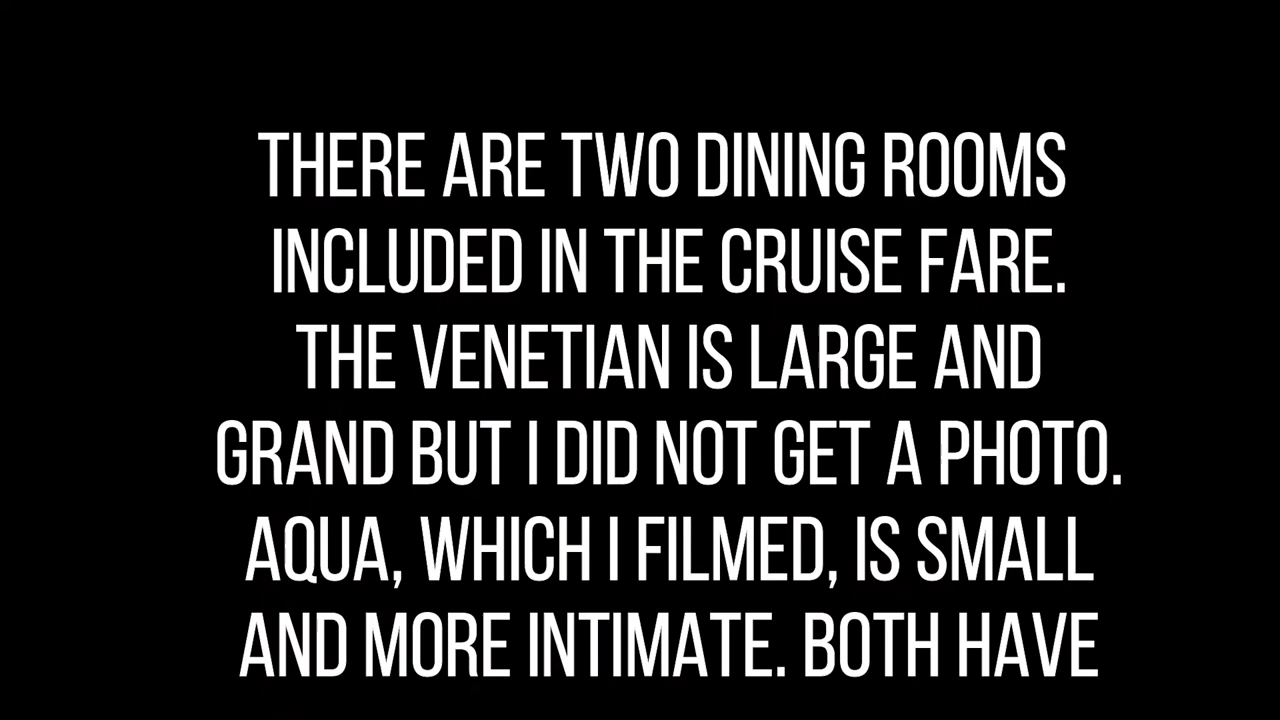 THERE ARE TWO DINING ROOMS
INCLUDED IN THE CRUISE FARE.
THE VENETIAN IS LARGE AND
GRAND BUT I DID NOT GET A PHOTO.
AQUA, WHICH I FILMED, IS SMALL
AND MORE INTIMATE. BOTH HAVE